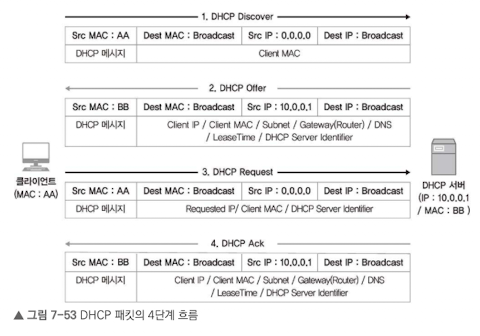 1. DHCP Discover
Src MAC : AA Dest MAC : Broadcast Src IP : 0.0.0.0 Dest IP : Broadcast
DHCP 메시지 Client MAC
2. DHCP Offer
Src MAC : BB Dest MAC : Broadcast Src IP : 10.0.0.1 Dest IP : Broadcast
DHCP 메시지 Client IP / Client MAC / Subnet / Gateway(Router) / DNS
/ LeaseTime / DHCP Server Identifier
클라이언트
(MAC : AA)
3. DHCP Request
Src MAC : AA Dest MAC : Broadcast Src IP : 0.0.0.0 Dest IP : Broadcast
DHCP 메시지 Requested IP/ Client MAC / DHCP Server Identifier
DHCP 서버
(IP : 10.0.0.1
/ MAC : BB )
4. DHCP Ack
Src MAC : BB Dest MAC : Broadcast Src IP : 10.0.0.1 Dest IP : Broadcast
DHCP 메시지 Client IP / Client MAC / Subnet / Gateway(Router) / DNS
/ LeaseTime / DHCP Server Identifier
▲ 그림 7-53 DHCP 패킷의 4단계 흐름